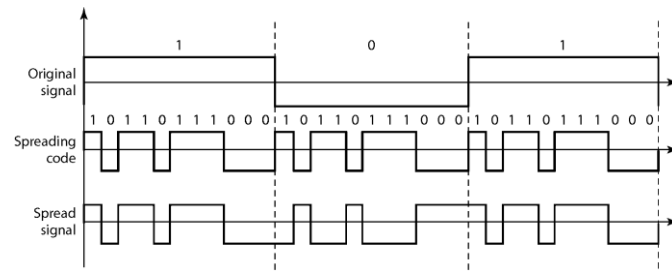 1 0 1
Original
signal
1 0 1 1 0 1 1 1 0 0 0 1 0 1 1 0 1 1 1 0 0 0 1 0 1 1 0 1 1 1 0 0 0
Spreading
code
Spread
signal